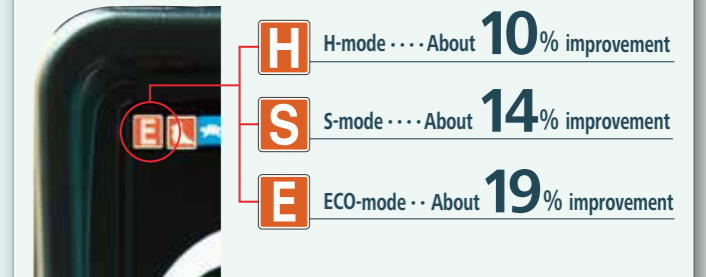 H H-mode ···· About 10% improvement
E S S-mode ···· About 14% improvement
E ECO-mode ·· About 19% improvement